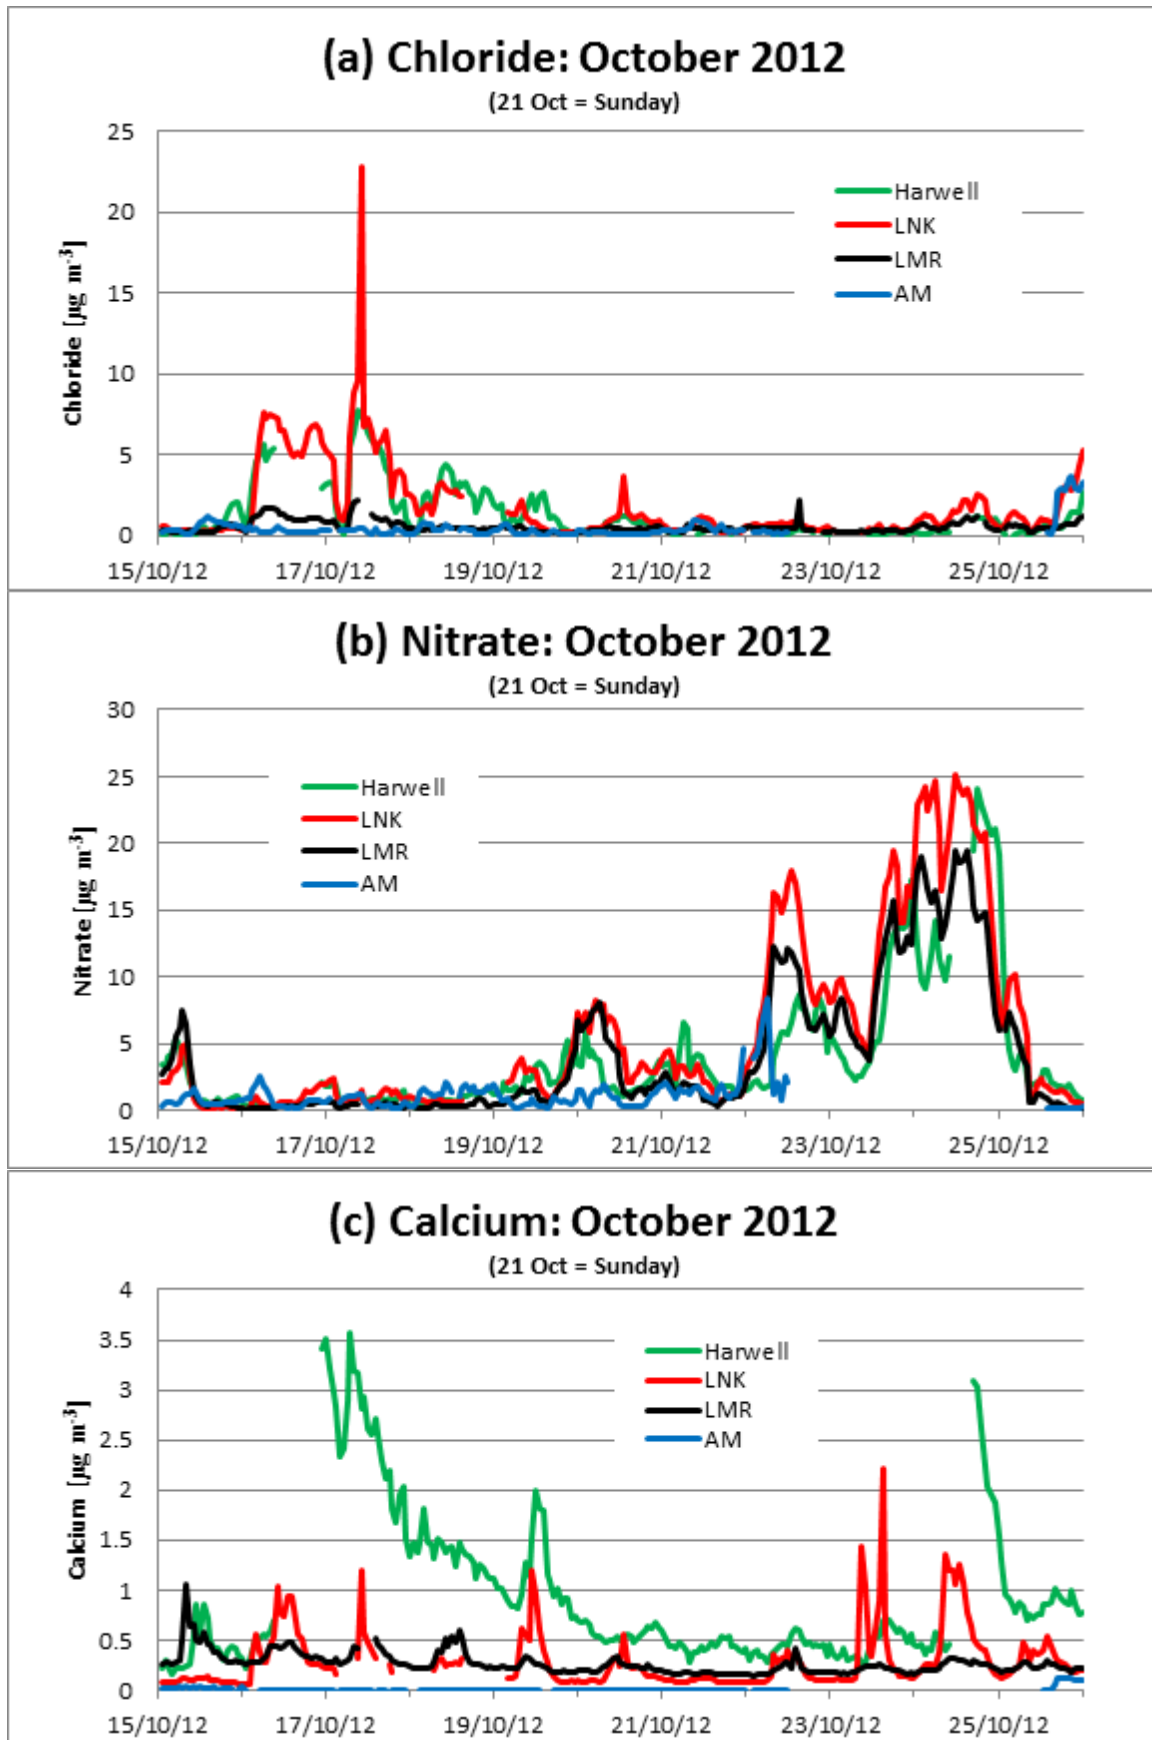 (a) Chloride: October 2012
(21 Oct = Sunday)
25
20
15
10
5
0
Chloride [µg m-3]
Harwell
LNK
LMR
AM
15/10/12 17/10/12 19/10/12 21/10/12 23/10/12 25/10/12
(b) Nitrate: October 2012
(21 Oct = Sunday)
30
25
20
15
10
5
0
Nitrate [µg m-3]
Harwell
LNK
LMR
AM
15/10/12 17/10/12 19/10/12 21/10/12 23/10/12 25/10/12
(c) Calcium: October 2012
(21 Oct = Sunday)
4
3.5
3
2.5
2
1.5
1
0.5
0
Calcium [µg m-3]
Harwell
LNK
LMR
AM
15/10/12 17/10/12 19/10/12 21/10/12 23/10/12 25/10/12